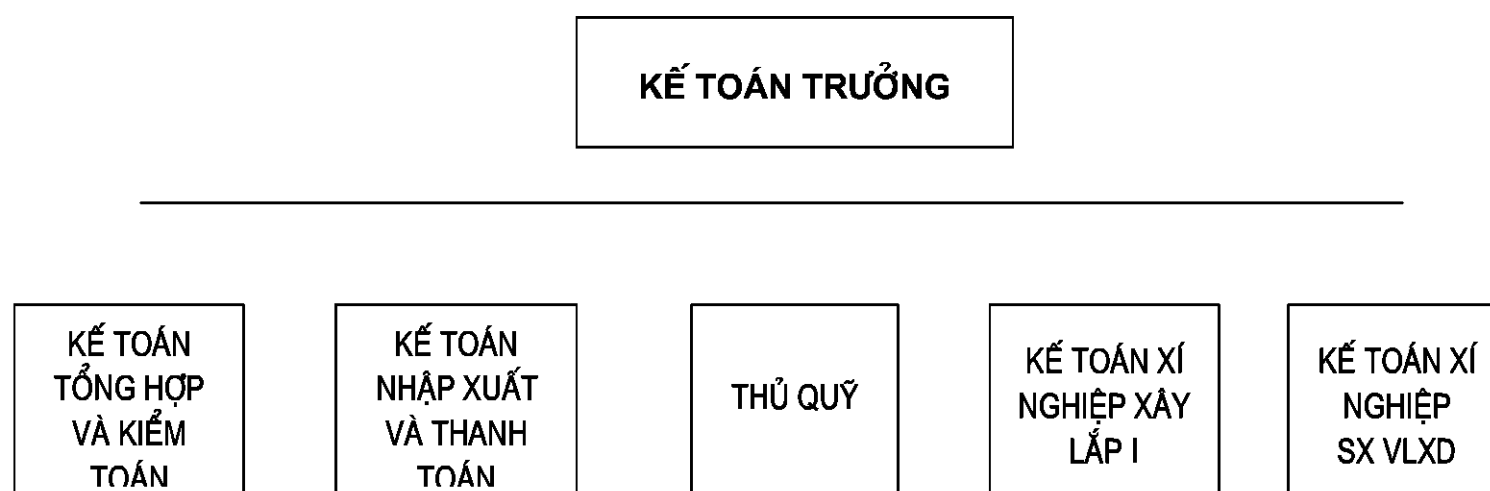 KẾ TOÁN TRƯỞNG
KẾ TOÁN
TỔNG HỢP
VÀ KIỂM
TOÁN
KẾ TOÁN
NHẬP XUẤT
VÀ THANH
TOÁN
THỦ QUỸ
KẾ TOÁN XÍ
NGHIỆP XÂY
LẮP I
KẾ TOÁN XÍ
NGHIỆP
SX VLXD